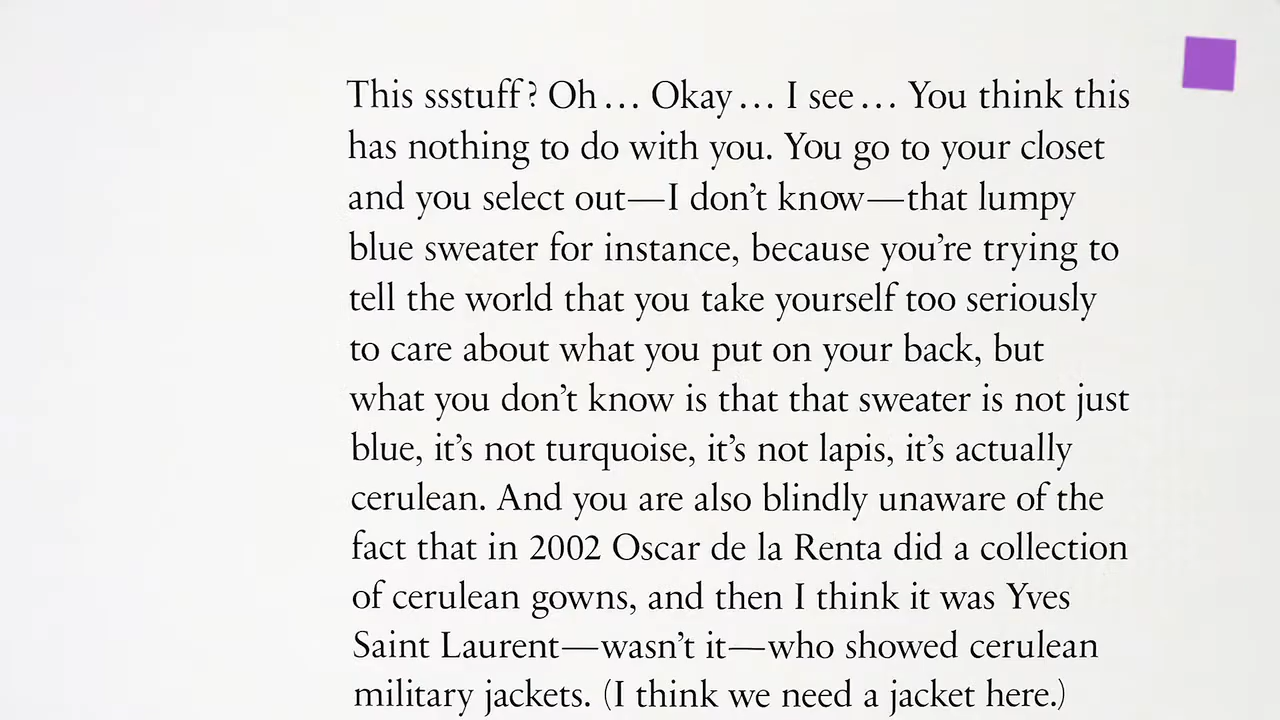 This ssstuff? Oh… Okay… I see… You think this
has nothing to do with you. You go to your closet
and you select out—I don’t know—that lumpy
blue sweater for instance, because you’re trying to
tell the world that you take yourself too seriously
to care about what you put on your back, but
what you don’t know is that that sweater is not just
blue, it’s not turquoise, it’s not lapis, it’s actually
cerulean. And you are also blindly unaware of the
fact that in 2002 Oscar de la Renta did a collection
of cerulean gowns, and then I think it was Yves
Saint Laurent—wasn’t it—who showed cerulean
military jackets. (I think we need a jacket here.)